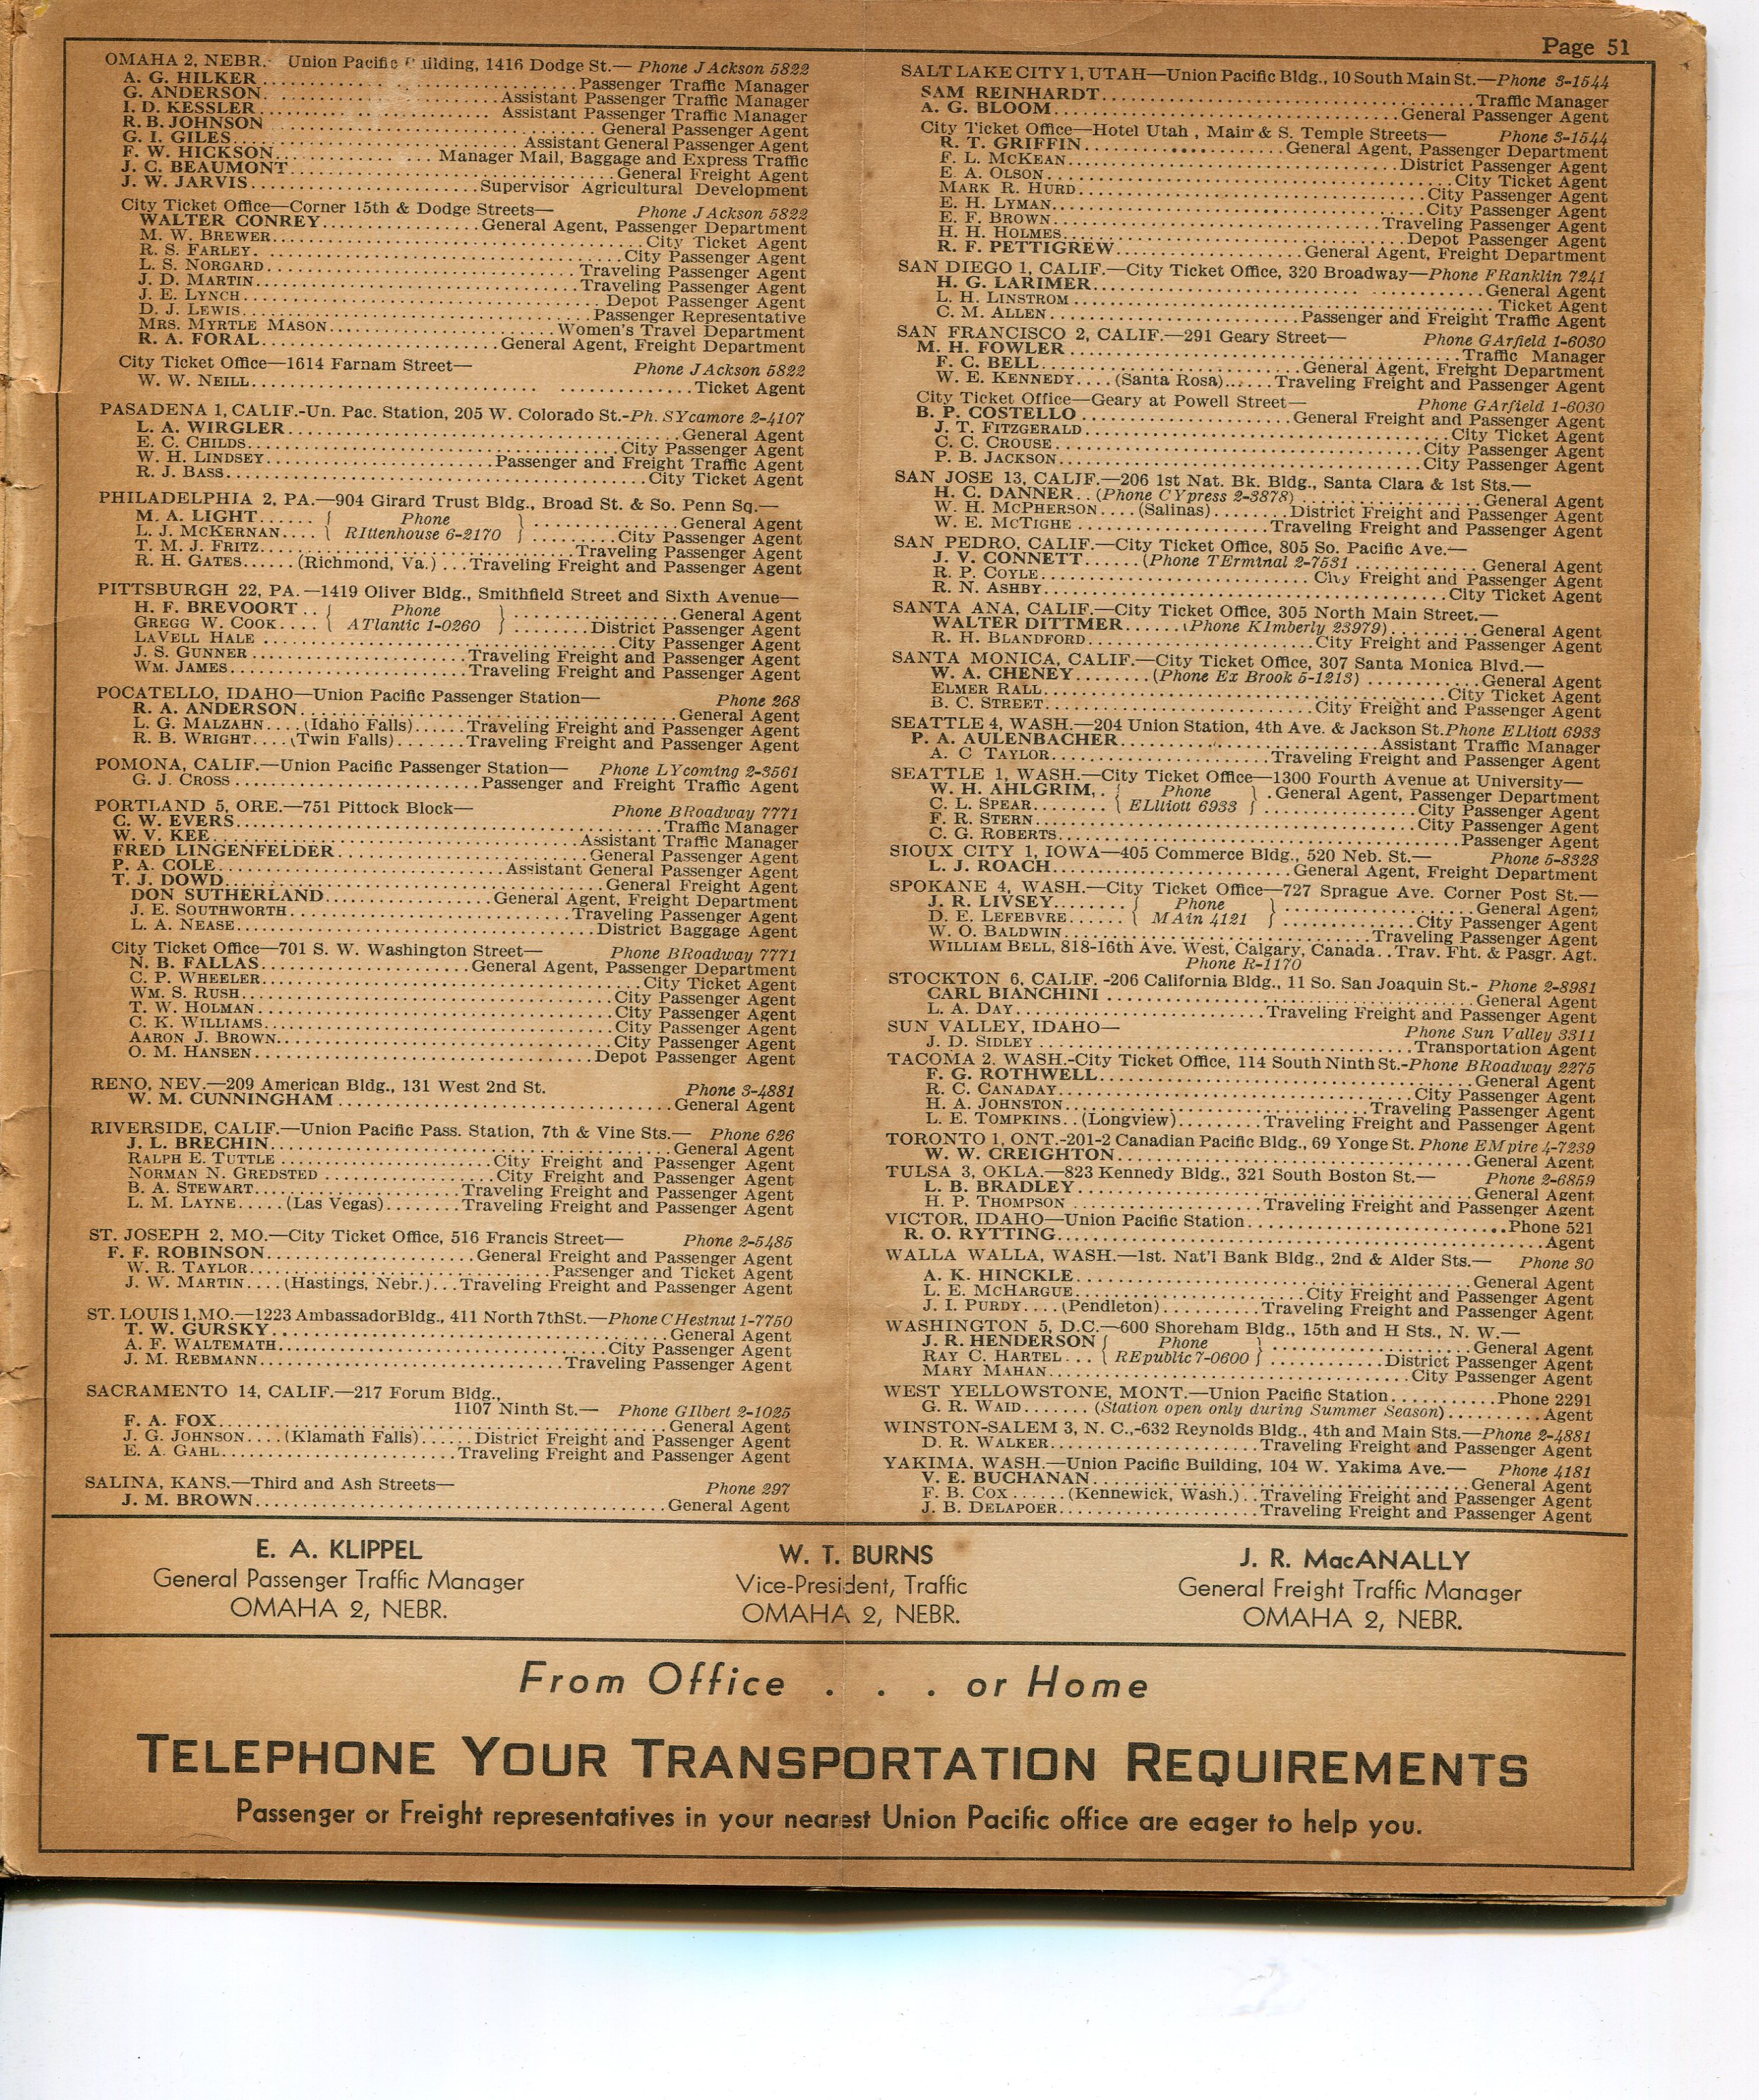 Page 51
OMAHA 2, NEBR.- Union Pacific Building, 1416 Dodge St.— Phone JAckson 5822
A. G. HILKER..........Passenger Traffic Manager
G. ANDERSON..........Assistant Passenger Traffic Manager
I. D. KESSLER..........Assistant Passenger Traffic Manager
R. B. JOHNSON..........General Passenger Agent
G. I. GILES..........Assistant General Passenger Agent
F. W. HICKSON..........Manager Mail, Baggage and Express Traffic
J. C. BEAUMONT..........General Freight Agent
J. W. JARVIS..........Supervisor Agricultural Development
City Ticket Office—Corner 15th & Dodge Streets— Phone JAckson 5822
WALTER CONREY..........General Agent, Passenger Department
M. W. BREWER..........City Ticket Agent
R. S. FARLEY..........City Passenger Agent
L. S. NORGARD..........Traveling Passenger Agent
J. D. MARTIN..........Traveling Passenger Agent
J. E. LYNCH..........Depot Passenger Agent
D. J. LEWIS..........Passenger Representative
MRS. MYRTLE MASON..........Women's Travel Department
R. A. FORAL..........General Agent, Freight Department
City Ticket Office—1614 Farnam Street— Phone JAckson 5822
W. W. NEILL..........Ticket Agent
PASADENA 1, CALIF.-Un. Pac. Station, 205 W. Colorado St.-Ph. SYcamore 2-4107
L. A. WIRGLER..........General Agent
E. C. CHILDS..........City Passenger Agent
W. H. LINDSEY..........Passenger and Freight Traffic Agent
R. J. BASS..........City Ticket Agent
PHILADELPHIA 2, PA.—904 Girard Trust Bldg., Broad St. & So. Penn Sq.—
M. A. LIGHT...... { Phone } ..........General Agent
L. J. McKERNAN.... { RIttenhouse 6-2170 } ..........City Passenger Agent
T. M. J. FRITZ..........Traveling Passenger Agent
R. H. GATES......(Richmond, Va.)...Traveling Freight and Passenger Agent
PITTSBURGH 22, PA.—1419 Oliver Bldg., Smithfield Street and Sixth Avenue—
H. F. BREVOORT.. { Phone } ..........General Agent
GREGG W. COOK.... { ATlantic 1-0260 } ........District Passenger Agent
LAVELL HALE..........City Passenger Agent
J. S. GUNNER..........Traveling Freight and Passenger Agent
WM. JAMES..........Traveling Freight and Passenger Agent
POCATELLO, IDAHO—Union Pacific Passenger Station— Phone 268
R. A. ANDERSON..........General Agent
L. G. MALZAHN....(Idaho Falls)......Traveling Freight and Passenger Agent
R. B. WRIGHT....(Twin Falls)........Traveling Freight and Passenger Agent
POMONA, CALIF.—Union Pacific Passenger Station— Phone LYcoming 2-3561
G. J. CROSS..........Passenger and Freight Traffic Agent
PORTLAND 5, ORE.—751 Pittock Block— Phone BRoadway 7771
C. W. EVERS..........Traffic Manager
W. V. KEE..........Assistant Traffic Manager
FRED LINGENFELDER..........General Passenger Agent
P. A. COLE..........Assistant General Passenger Agent
T. J. DOWD..........General Freight Agent
DON SUTHERLAND..........General Agent, Freight Department
J. E. SOUTHWORTH..........Traveling Passenger Agent
L. A. NEASE..........District Baggage Agent
City Ticket Office—701 S. W. Washington Street— Phone BRoadway 7771
N. B. FALLAS..........General Agent, Passenger Department
C. P. WHEELER..........City Ticket Agent
WM. S. RUSH..........City Passenger Agent
T. W. HOLMAN..........City Passenger Agent
C. K. WILLIAMS..........City Passenger Agent
AARON J. BROWN..........City Passenger Agent
O. M. HANSEN..........Depot Passenger Agent
RENO, NEV.—209 American Bldg., 131 West 2nd St. Phone 3-4881
W. M. CUNNINGHAM..........General Agent
RIVERSIDE, CALIF.—Union Pacific Pass. Station, 7th & Vine Sts.— Phone 626
J. L. BRECHIN..........General Agent
RALPH E. TUTTLE..........City Freight and Passenger Agent
NORMAN N. GREDSTED..........City Freight and Passenger Agent
B. A. STEWART..........Traveling Freight and Passenger Agent
L. M. LAYNE.....(Las Vegas)........Traveling Freight and Passenger Agent
ST. JOSEPH 2, MO.—City Ticket Office, 516 Francis Street— Phone 2-5485
F. F. ROBINSON..........General Freight and Passenger Agent
W. R. TAYLOR..........Passenger and Ticket Agent
J. W. MARTIN....(Hastings, Nebr.)...Traveling Freight and Passenger Agent
ST. LOUIS 1, MO.—1223 Ambassador Bldg., 411 North 7th St.—Phone CHestnut 1-7750
T. W. GURSKY..........General Agent
A. F. WALTEMATH..........City Passenger Agent
J. M. REBMANN..........Traveling Passenger Agent
SACRAMENTO 14, CALIF.—217 Forum Bldg.,
1107 Ninth St.— Phone GIlbert 2-1025
F. A. FOX..........General Agent
J. G. JOHNSON....(Klamath Falls)......District Freight and Passenger Agent
E. A. GAHL..........Traveling Freight and Passenger Agent
SALINA, KANS.—Third and Ash Streets— Phone 297
J. M. BROWN..........General Agent
SALT LAKE CITY 1, UTAH—Union Pacific Bldg., 10 South Main St.—Phone 3-1544
SAM REINHARDT..........Traffic Manager
A. G. BLOOM..........General Passenger Agent
City Ticket Office—Hotel Utah, Main & S. Temple Streets— Phone 3-1544
R. T. GRIFFIN..........General Agent, Passenger Department
F. L. McKEAN..........District Passenger Agent
E. A. OLSON..........City Ticket Agent
MARK R. HURD..........City Passenger Agent
E. H. LYMAN..........City Passenger Agent
E. F. BROWN..........Traveling Passenger Agent
H. H. HOLMES..........Depot Passenger Agent
R. F. PETTIGREW..........General Agent, Freight Department
SAN DIEGO 1, CALIF.—City Ticket Office, 320 Broadway—Phone FRanklin 7241
H. G. LARIMER..........General Agent
L. H. LINSTROM..........Ticket Agent
C. M. ALLEN..........Passenger and Freight Traffic Agent
SAN FRANCISCO 2, CALIF.—291 Geary Street— Phone GArfield 1-6030
M. H. FOWLER..........Traffic Manager
F. C. BELL..........General Agent, Freight Department
W. E. KENNEDY....(Santa Rosa)......Traveling Freight and Passenger Agent
City Ticket Office—Geary at Powell Street— Phone GArfield 1-6030
B. P. COSTELLO..........General Freight and Passenger Agent
J. T. FITZGERALD..........City Ticket Agent
C. C. CROUSE..........City Passenger Agent
P. B. JACKSON..........City Passenger Agent
SAN JOSE 13, CALIF.—206 1st Nat. Bk. Bldg., Santa Clara & 1st Sts.—
H. C. DANNER..(Phone CYpress 2-3878)..........General Agent
W. H. McPHERSON....(Salinas)........District Freight and Passenger Agent
W. E. McTIGHE..........Traveling Freight and Passenger Agent
SAN PEDRO, CALIF.—City Ticket Office, 805 So. Pacific Ave.—
J. V. CONNETT......(Phone TErminal 2-7531..........General Agent
R. P. COYLE..........City Freight and Passenger Agent
R. N. ASHBY..........City Ticket Agent
SANTA ANA, CALIF.—City Ticket Office, 305 North Main Street.—
WALTER DITTMER......(Phone KImberly 23979)........General Agent
R. H. BLANDFORD..........City Freight and Passenger Agent
SANTA MONICA, CALIF.—City Ticket Office, 307 Santa Monica Blvd.—
W. A. CHENEY........(Phone Ex Brook 5-1213)..........General Agent
ELMER RALL..........City Ticket Agent
B. C. STREET..........City Freight and Passenger Agent
SEATTLE 4, WASH.—204 Union Station, 4th Ave. & Jackson St. Phone ELliott 6933
P. A. AULENBACHER..........Assistant Traffic Manager
A. C TAYLOR..........Traveling Freight and Passenger Agent
SEATTLE 1, WASH.—City Ticket Office—1300 Fourth Avenue at University—
W. H. AHLGRIM,. { Phone } .General Agent, Passenger Department
C. L. SPEAR........ { ELliott 6933 } ..........City Passenger Agent
F. R. STERN..........City Passenger Agent
C. G. ROBERTS..........Passenger Agent
SIOUX CITY 1, IOWA—405 Commerce Bldg., 520 Neb. St.— Phone 5-8328
L. J. ROACH..........General Agent, Freight Department
SPOKANE 4, WASH.—City Ticket Office—727 Sprague Ave. Corner Post St.—
J. R. LIVSEY........ { Phone } ..........General Agent
D. E. LEFEBVRE...... { MAin 4121 } ..........City Passenger Agent
W. O. BALDWIN..........Traveling Passenger Agent
WILLIAM BELL, 818-16th Ave. West, Calgary, Canada..Trav. Fht. & Pasgr. Agt.
Phone R-1170
STOCKTON 6, CALIF. -206 California Bldg., 11 So. San Joaquin St.- Phone 2-8981
CARL BIANCHINI..........General Agent
L. A. DAY..........Traveling Freight and Passenger Agent
SUN VALLEY, IDAHO— Phone Sun Valley 3311
J. D. SIDLEY..........Transportation Agent
TACOMA 2, WASH.-City Ticket Office, 114 South Ninth St.-Phone BRoadway 2275
F. G. ROTHWELL..........General Agent
R. C. CANADAY..........City Passenger Agent
H. A. JOHNSTON..........Traveling Passenger Agent
L. E. TOMPKINS..(Longview)..........Traveling Freight and Passenger Agent
TORONTO 1, ONT.-201-2 Canadian Pacific Bldg., 69 Yonge St. Phone EMpire 4-7239
W. W. CREIGHTON..........General Agent
TULSA 3, OKLA.—823 Kennedy Bldg., 321 South Boston St.— Phone 2-6859
L. B. BRADLEY..........General Agent
H. P. THOMPSON..........Traveling Freight and Passenger Agent
VICTOR, IDAHO—Union Pacific Station..........Phone 521
R. O. RYTTING..........Agent
WALLA WALLA, WASH.—1st. Nat'l Bank Bldg., 2nd & Alder Sts.— Phone 30
A. K. HINCKLE..........General Agent
L. E. McHARGUE..........City Freight and Passenger Agent
J. I. PURDY....(Pendleton)..........Traveling Freight and Passenger Agent
WASHINGTON 5, D.C.—600 Shoreham Bldg., 15th and H Sts., N. W.—
J. R. HENDERSON { Phone } ..........General Agent
RAY C. HARTEL... { REpublic 7-0600 } ..........District Passenger Agent
MARY MAHAN..........City Passenger Agent
WEST YELLOWSTONE, MONT.—Union Pacific Station..........Phone 2291
G. R. WAID.......(Station open only during Summer Season)..........Agent
WINSTON-SALEM 3, N. C.,-632 Reynolds Bldg., 4th and Main Sts.—Phone 2-4881
D. R. WALKER..........Traveling Freight and Passenger Agent
YAKIMA, WASH.—Union Pacific Building, 104 W. Yakima Ave.— Phone 4181
V. E. BUCHANAN..........General Agent
F. B. COX......(Kennewick, Wash.)..Traveling Freight and Passenger Agent
J. B. DELAPOER..........Traveling Freight and Passenger Agent
E. A. KLIPPEL
General Passenger Traffic Manager
OMAHA 2, NEBR.
W. T. BURNS
Vice-President, Traffic
OMAHA 2, NEBR.
J. R. MacANALLY
General Freight Traffic Manager
OMAHA 2, NEBR.
From Office . . . or Home
TELEPHONE YOUR TRANSPORTATION REQUIREMENTS
Passenger or Freight representatives in your nearest Union Pacific office are eager to help you.